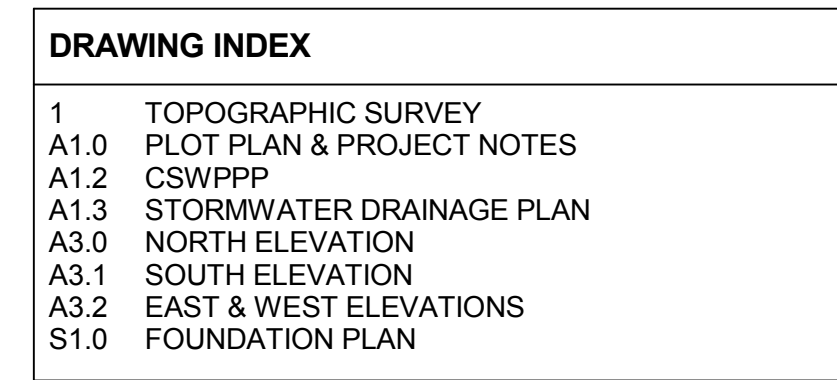 DRAWING INDEX
1 TOPOGRAPHIC SURVEY
A1.0 PLOT PLAN & PROJECT NOTES
A1.2 CSWPPP
A1.3 STORMWATER DRAINAGE PLAN
A3.0 NORTH ELEVATION
A3.1 SOUTH ELEVATION
A3.2 EAST & WEST ELEVATIONS
S1.0 FOUNDATION PLAN